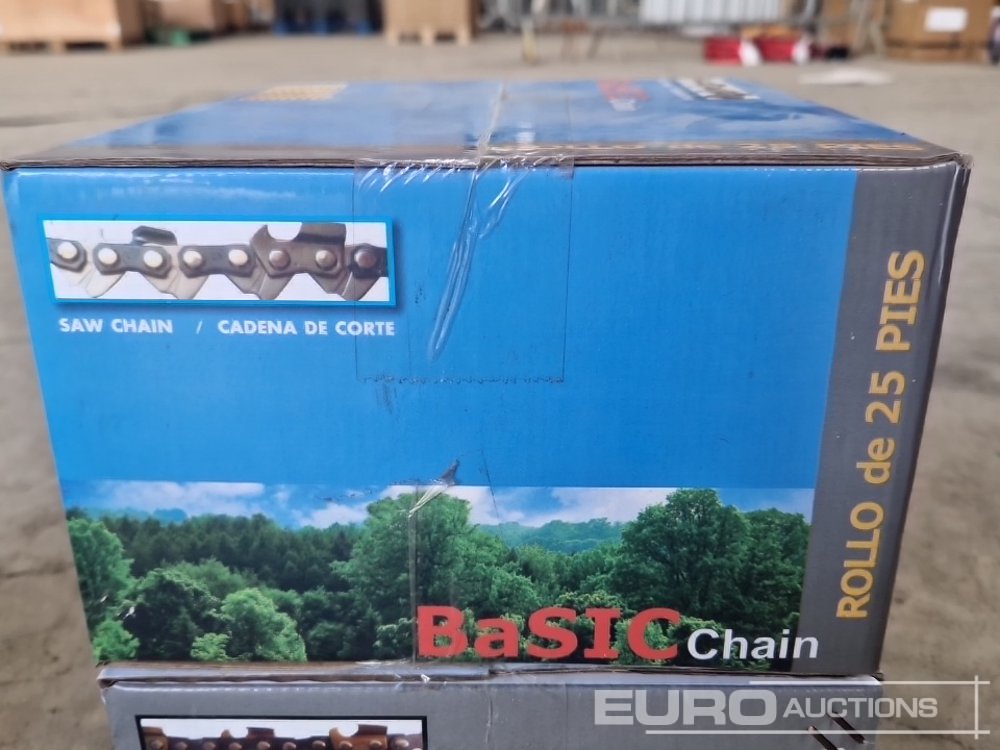 SAW CHAIN / CADENA DE CORTE
ROLLO de 25 PIES
BaSIC Chain
EURO AUCTIONS